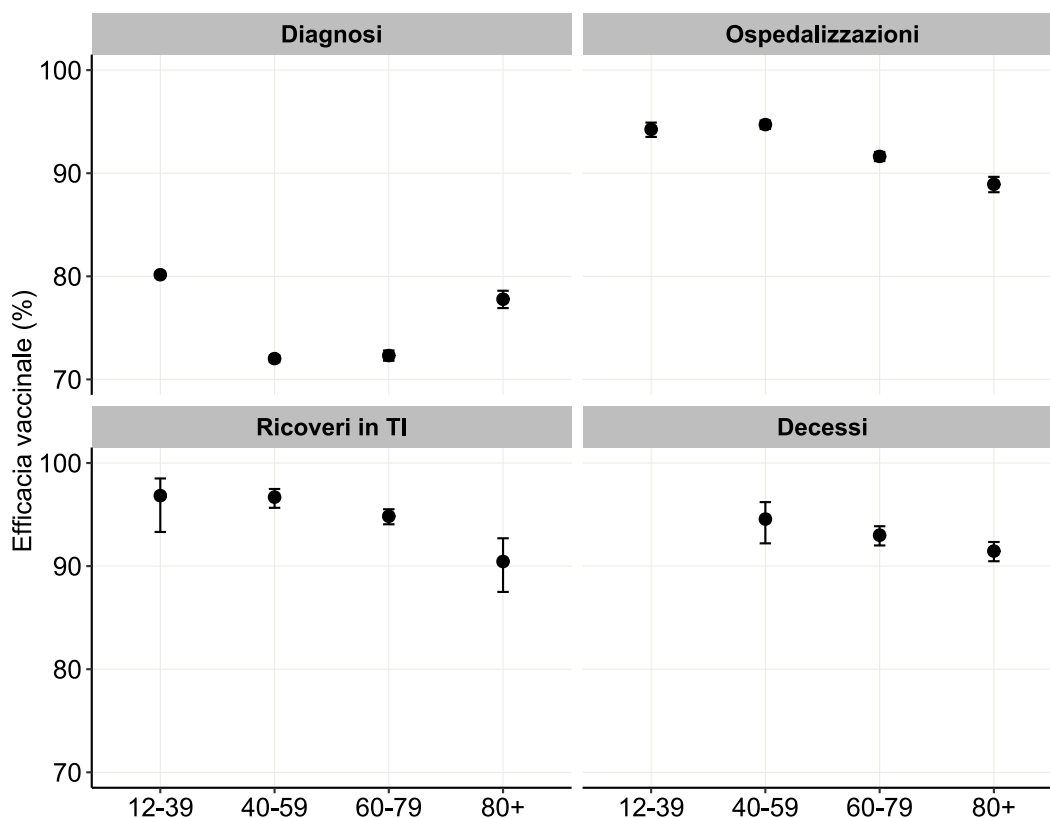 Diagnosi
Ospedalizzazioni
100
90
80
70
Ricoveri in TI
Decessi
100
90
80
70
Efficacia vaccinale (%)
12-39 40-59 60-79 80+
12-39 40-59 60-79 80+